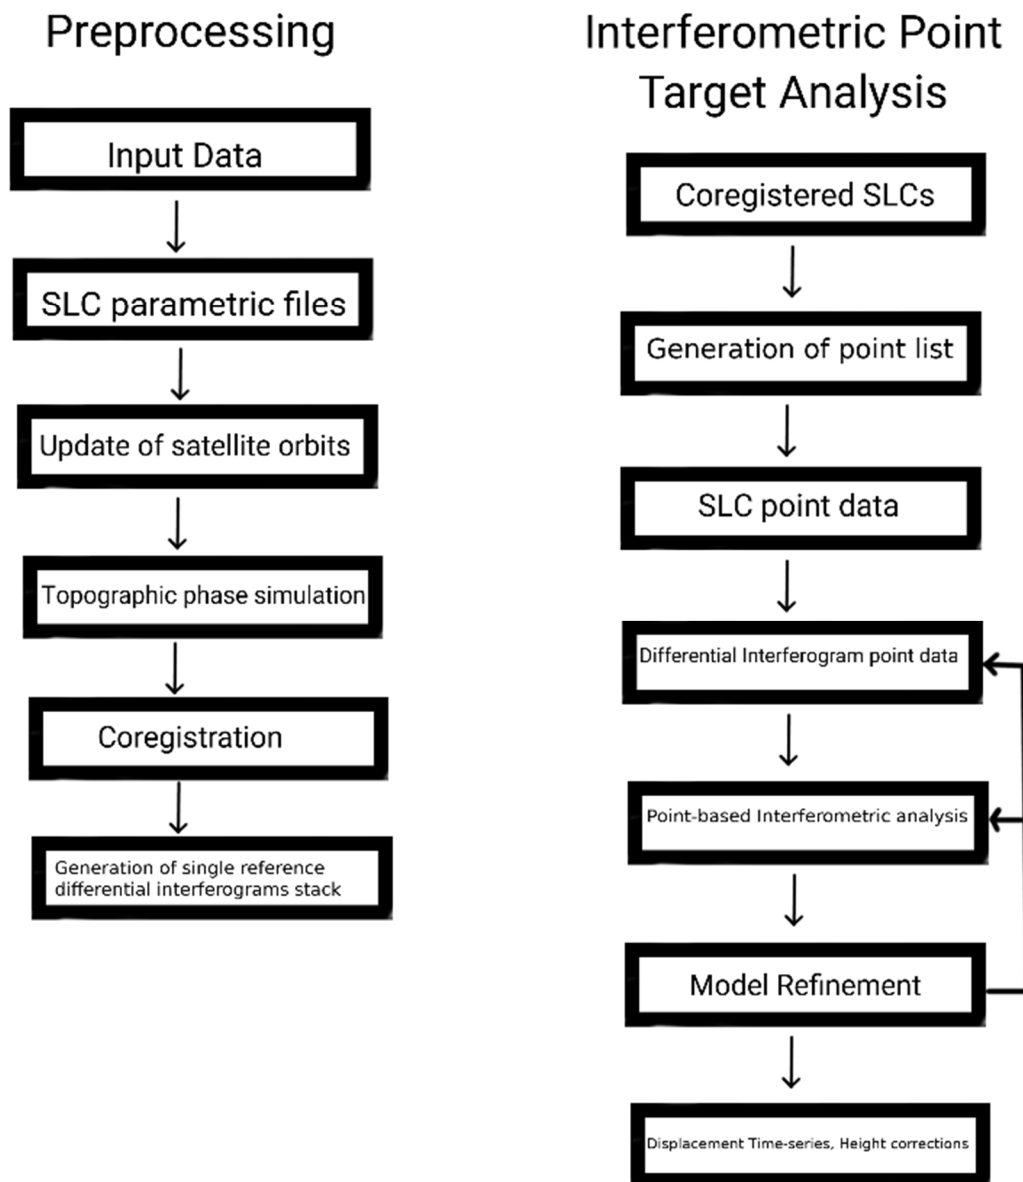 Preprocessing
Input Data
SLC parametric files
Update of satellite orbits
Topographic phase simulation
Coregistration
Generation of single reference
differential interferograms stack
Interferometric Point
Target Analysis
Coregistered SLCs
Generation of point list
SLC point data
Differential Interferogram point data
Point-based Interferometric analysis
Model Refinement
Displacement Time-series, Height corrections